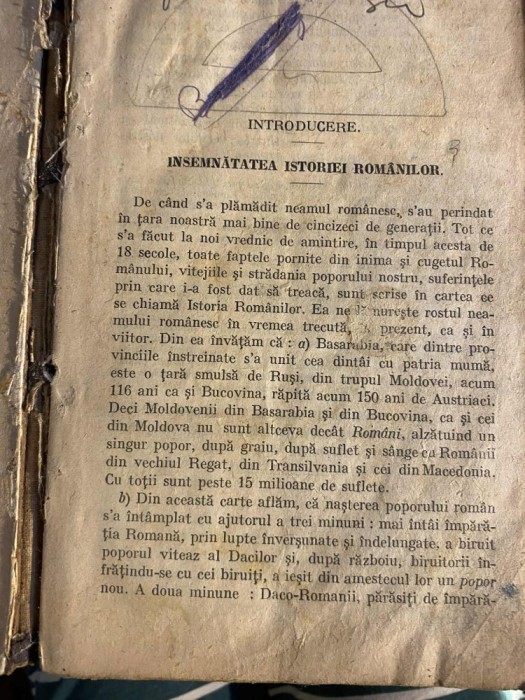 INTRODUCERE.
INSEMNĂTATEA ISTORIEI ROMÂNILOR.
De când s'a plămădit neamul românesc, s'au perindat
în țara noastră mai bine de cincizeci de generații. Tot ce
s'a făcut la noi vrednic de amintire, în timpul acesta de
18 secole, toate faptele pornite din inima și cugetul Ro-
mânului, vitejiile și strădania poporului nostru, suferințele
prin care i-a fost dat să treacă, sunt scrise în cartea ce
se chiamă Istoria Românilor. Ea ne rostul nea-
mului românesc în vremea trecută, prezent, ca și în
viitor. Din ea învățăm că : a) Basarabia, care dintre pro-
vinciile înstreinate s'a unit cea dintâi cu patria mumă,
este o țară smulsă de Ruși, din trupul Moldovei, acum
116 ani ca și Bucovina, răpită acum 150 ani de Austriaci.
Deci Moldovenii din Basarabia și din Bucovina, ca și cei
din Moldova nu sunt altceva decât Români, alzătuind un
singur popor, după graiu, după suflet și sânge ca Românii
din vechiul Regat, din Transilvania și cei din Macedonia.
Cu toții sunt peste 15 milioane de suflete.
b) Din această carte aflăm, că nașterea poporului român
s'a întâmplat cu ajutorul a trei minuni : mai întâi împără-
ția Romană, prin lupte înverșunate și îndelungate, a biruit
poporul viteaz al Dacilor și, după războiu, biruitorii în-
frățindu-se cu cei biruiți, a ieșit din amestecul lor un popor
nou. A doua minune : Daco-Romanii, părăsiți de împără-